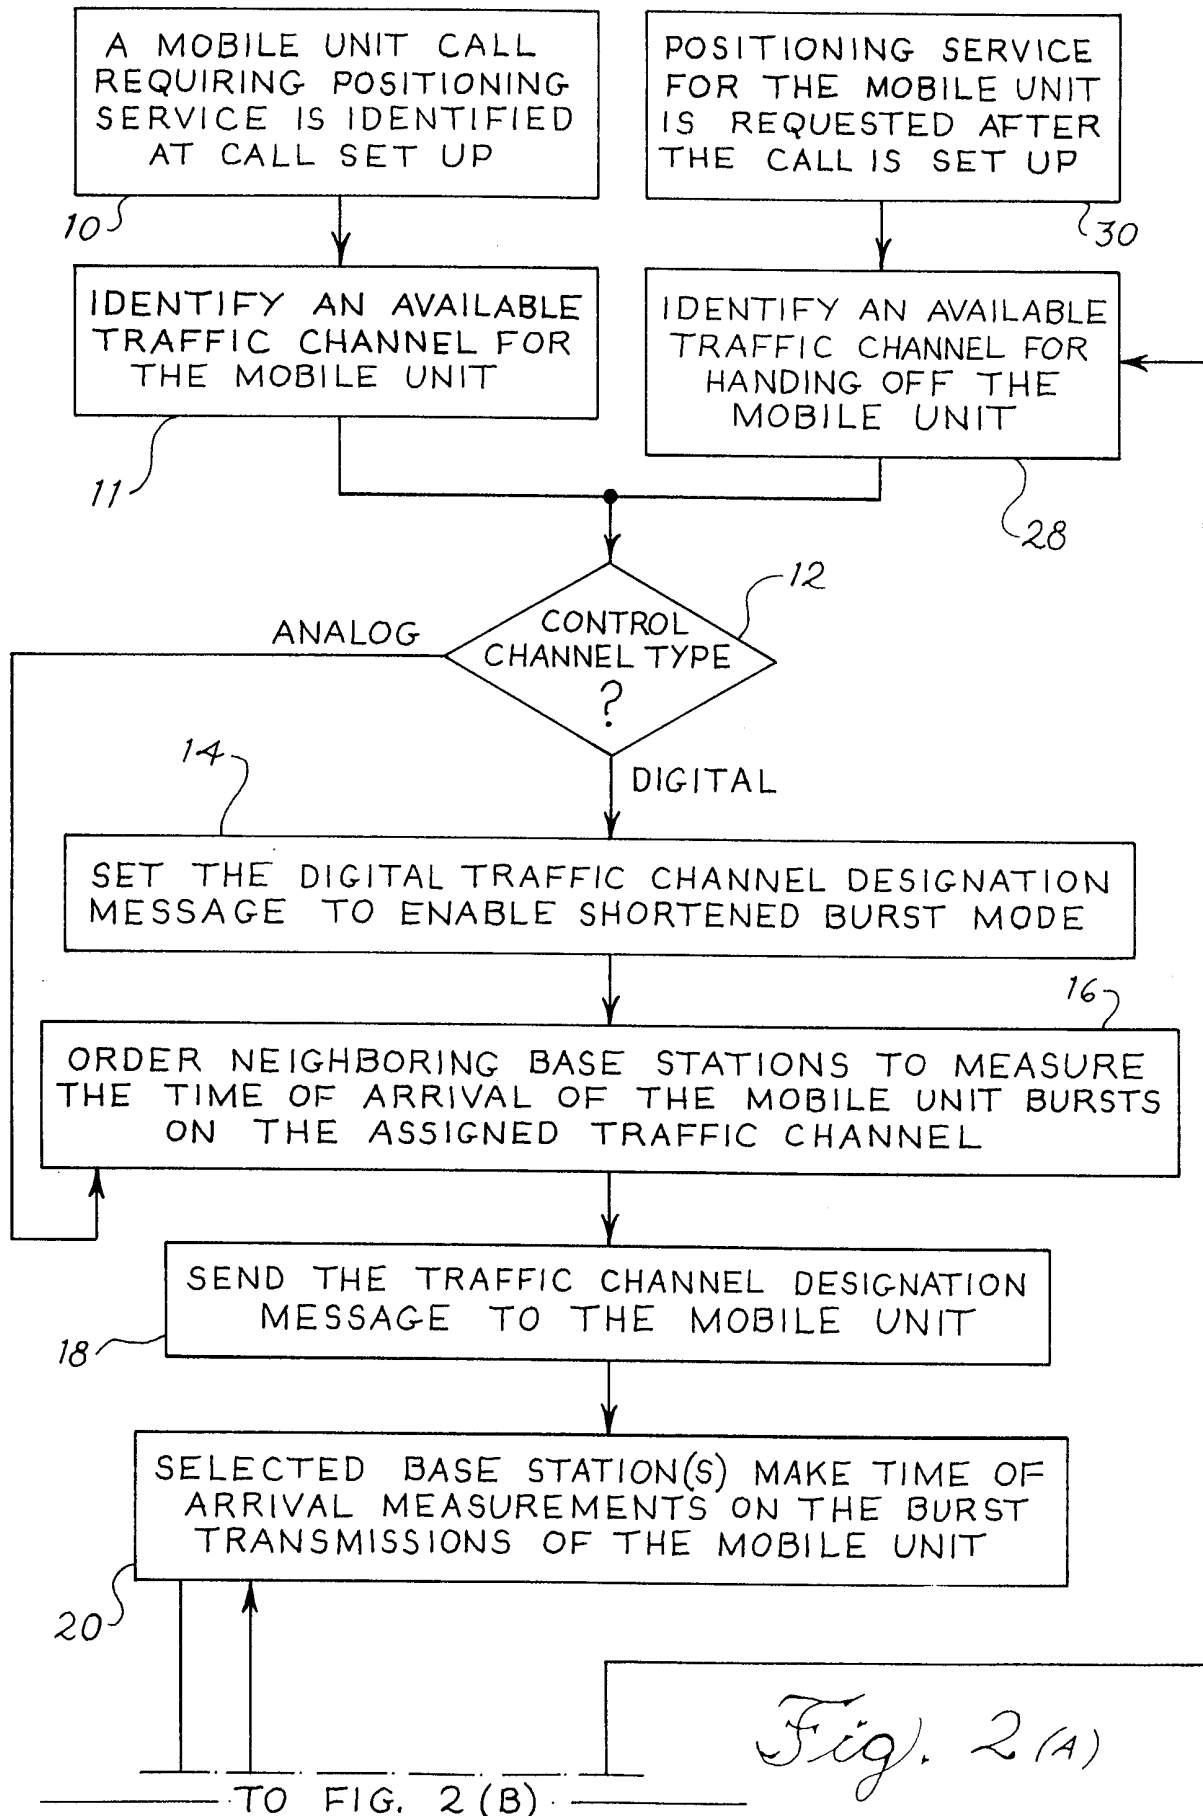 A MOBILE UNIT CALL
REQUIRING POSITIONING
SERVICE IS IDENTIFIED
AT CALL SET UP
10
POSITIONING SERVICE
FOR THE MOBILE UNIT
IS REQUESTED AFTER
THE CALL IS SET UP
30
IDENTIFY AN AVAILABLE
TRAFFIC CHANNEL FOR
THE MOBILE UNIT
11
IDENTIFY AN AVAILABLE
TRAFFIC CHANNEL FOR
HANDING OFF THE
MOBILE UNIT
28
12
CONTROL
CHANNEL TYPE
?
ANALOG
DIGITAL
14
SET THE DIGITAL TRAFFIC CHANNEL DESIGNATION
MESSAGE TO ENABLE SHORTENED BURST MODE
16
ORDER NEIGHBORING BASE STATIONS TO MEASURE
THE TIME OF ARRIVAL OF THE MOBILE UNIT BURSTS
ON THE ASSIGNED TRAFFIC CHANNEL
SEND THE TRAFFIC CHANNEL DESIGNATION
MESSAGE TO THE MOBILE UNIT
18
SELECTED BASE STATION(S) MAKE TIME OF
ARRIVAL MEASUREMENTS ON THE BURST
TRANSMISSIONS OF THE MOBILE UNIT
20
Fig. 2 (A)
TO FIG. 2 (B)